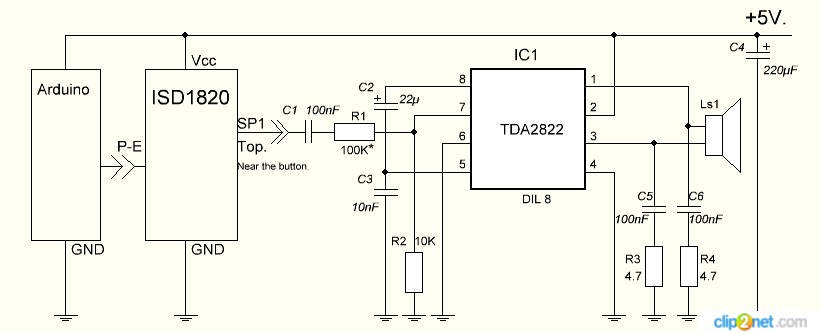 +5V.
Arduino
Vcc
ISD1820
IC1
C4
+
220µF
C1
100nF
C2
+
22µ
8
7
6
5
TDA2822
1
2
3
4
Ls1
SP1
R1
P-E
Top.
100K*
Near the button.
C3
10nF
DIL 8
C5
C6
100nF
100nF
GND
GND
R2
10K
R3
4.7
R4
4.7
clip2net.com